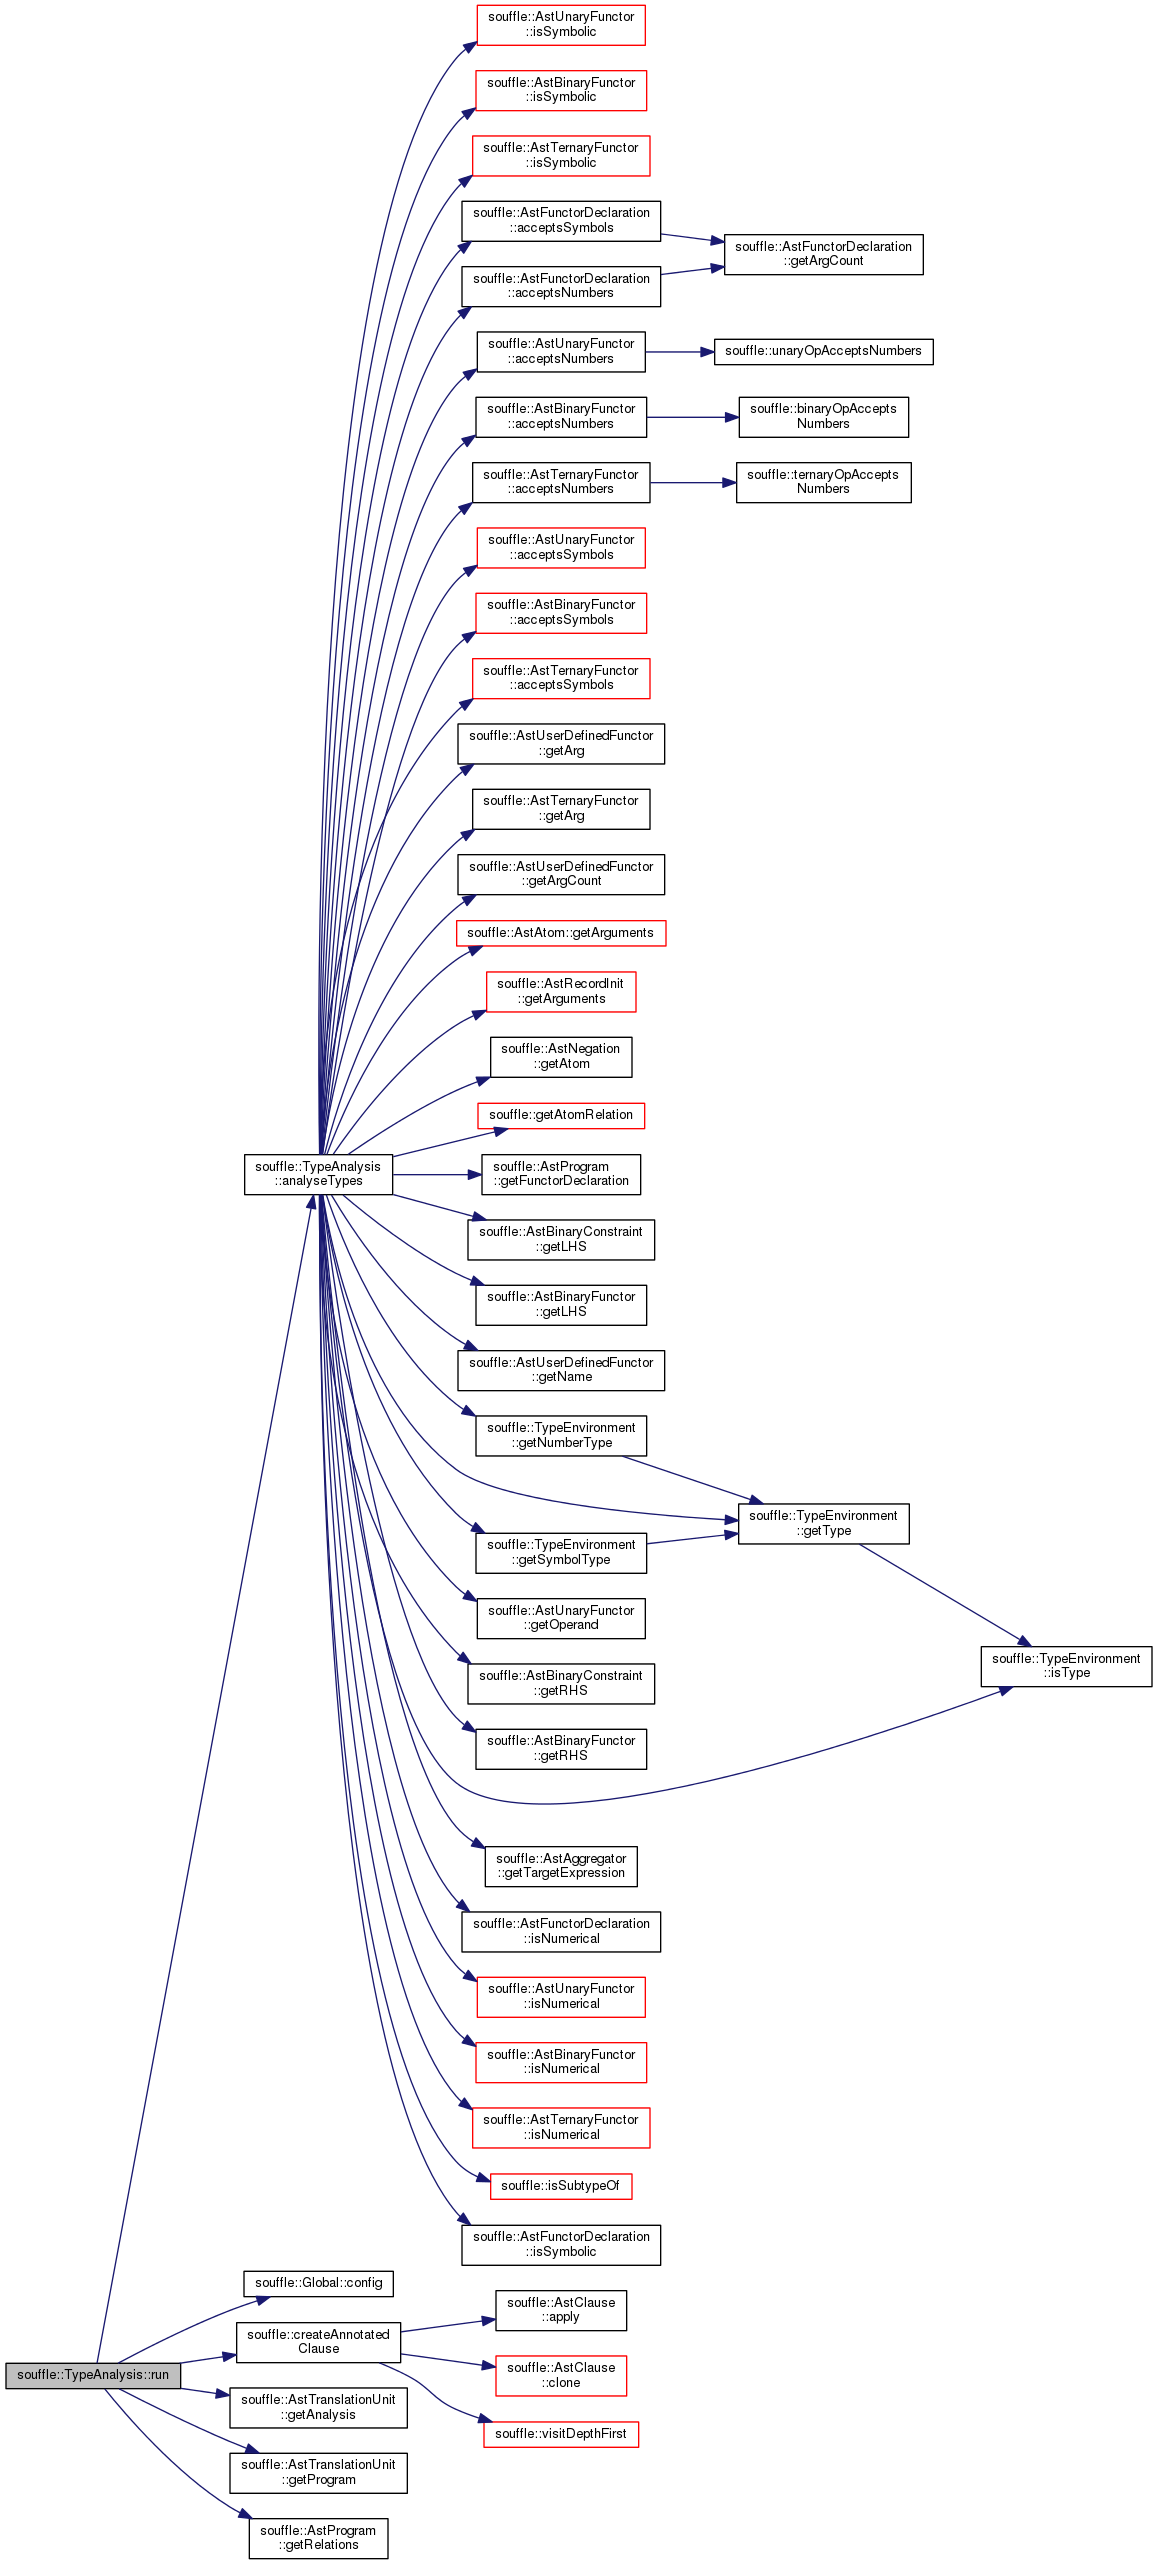 souffle::AstUnaryFunctor
::isSymbolic
souffle::AstBinaryFunctor
::isSymbolic
souffle::AstTernaryFunctor
::isSymbolic
souffle::AstFunctorDeclaration
::acceptsSymbols
souffle::AstFunctorDeclaration
::getArgCount
souffle::AstFunctorDeclaration
::acceptsNumbers
souffle::AstUnaryFunctor
::acceptsNumbers
souffle::unaryOpAcceptsNumbers
souffle::AstBinaryFunctor
::acceptsNumbers
souffle::binaryOpAccepts
Numbers
souffle::AstTernaryFunctor
::acceptsNumbers
souffle::ternaryOpAccepts
Numbers
souffle::AstUnaryFunctor
::acceptsSymbols
souffle::AstBinaryFunctor
::acceptsSymbols
souffle::AstTernaryFunctor
::acceptsSymbols
souffle::AstUserDefinedFunctor
::getArg
souffle::AstTernaryFunctor
::getArg
souffle::AstUserDefinedFunctor
::getArgCount
souffle::AstAtom::getArguments
souffle::AstRecordInit
::getArguments
souffle::AstNegation
::getAtom
souffle::getAtomRelation
souffle::TypeAnalysis
::analyseTypes
souffle::AstProgram
::getFunctorDeclaration
souffle::AstBinaryConstraint
::getLHS
souffle::AstBinaryFunctor
::getLHS
souffle::AstUserDefinedFunctor
::getName
souffle::TypeEnvironment
::getNumberType
souffle::TypeEnvironment
::getType
souffle::TypeEnvironment
::getSymbolType
souffle::AstUnaryFunctor
::getOperand
souffle::TypeEnvironment
::isType
souffle::AstBinaryConstraint
::getRHS
souffle::AstBinaryFunctor
::getRHS
souffle::AstAggregator
::getTargetExpression
souffle::AstFunctorDeclaration
::isNumerical
souffle::AstUnaryFunctor
::isNumerical
souffle::AstBinaryFunctor
::isNumerical
souffle::AstTernaryFunctor
::isNumerical
souffle::isSubtypeOf
souffle::AstFunctorDeclaration
::isSymbolic
souffle::Global::config
souffle::AstClause
::apply
souffle::createAnnotated
Clause
souffle::AstClause
::clone
souffle::TypeAnalysis::run
souffle::AstTranslationUnit
::getAnalysis
souffle::visitDepthFirst
souffle::AstTranslationUnit
::getProgram
souffle::AstProgram
::getRelations